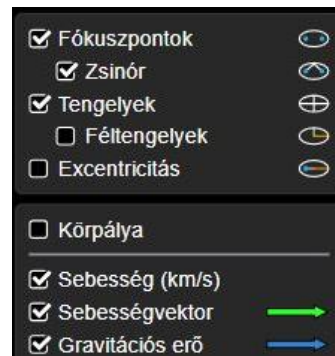 Fókuszpontok
Zsinór
Tengelyek
Féltengelyek
Excentricitás
Körpálya
Sebesség (km/s)
Sebességvektor
Gravitációs erő